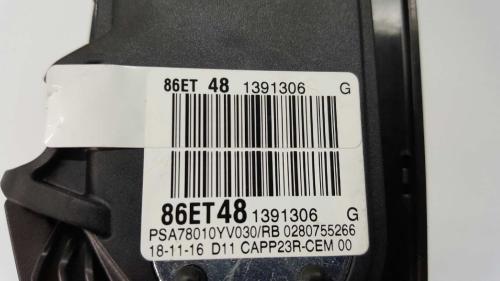 86ET 48 1391306 G
86ET48 1391306 G
PSA78010YV030/RB 0280755266
18-11-16 D11 CAPP23R-CEM 00